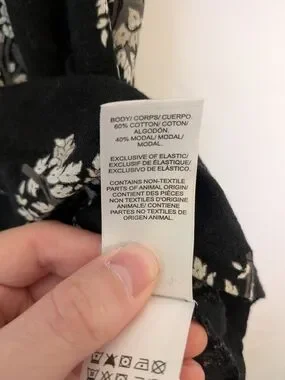 BODY/ CORPS/ CUERPO
60% COTTON/ COTON/
ALGODÓN.
40% MODAL/ MODAL/
MODAL.
EXCLUSIVE OF ELASTIC/
EXCLUSIF DE ÉLASTIQUE/
EXCLUSIVO DE ELÁSTICO.
CONTAINS NON-TEXTILE
PARTS OF ANIMAL ORIGIN/
CONTIENT DES PIÈCES
NON TEXTILES D'ORIGINE
ANIMALE/ CONTIENE
PARTES NO TEXTILES DE
ORIGEN ANIMAL.